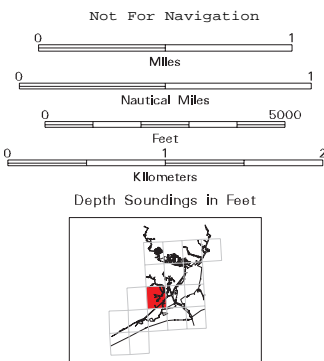 Not For Navigation
0 1
Miles
0 1
Nautical Miles
0 5000
Feet
0 1 2
Kilometers
Depth Soundings in Feet